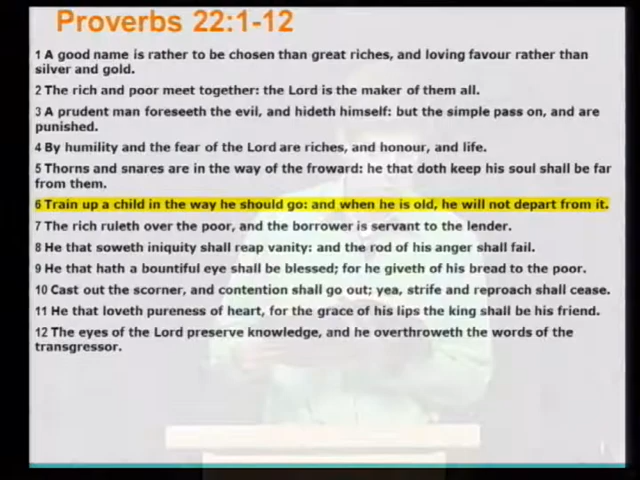 Proverbs 22:1-12
1 A good name is rather to be chosen than great riches, and loving favour rather than
silver and gold.
2 The rich and poor meet together: the Lord is the maker of them all.
3 A prudent man foreseeth the evil, and hideth himself: but the simple pass on, and are
punished.
4 By humility and the fear of the Lord are riches, and honour, and life.
5 Thorns and snares are in the way of the froward: he that doth keep his soul shall be far
from them.
6 Train up a child in the way he should go: and when he is old, he will not depart from it.
7 The rich ruleth over the poor, and the borrower is servant to the lender.
8 He that soweth iniquity shall reap vanity: and the rod of his anger shall fail.
9 He that hath a bountiful eye shall be blessed; for he giveth of his bread to the poor.
10 Cast out the scorner, and contention shall go out; yea, strife and reproach shall cease.
11 He that loveth pureness of heart, for the grace of his lips the king shall be his friend.
12 The eyes of the Lord preserve knowledge, and he overthroweth the words of the
transgressor.